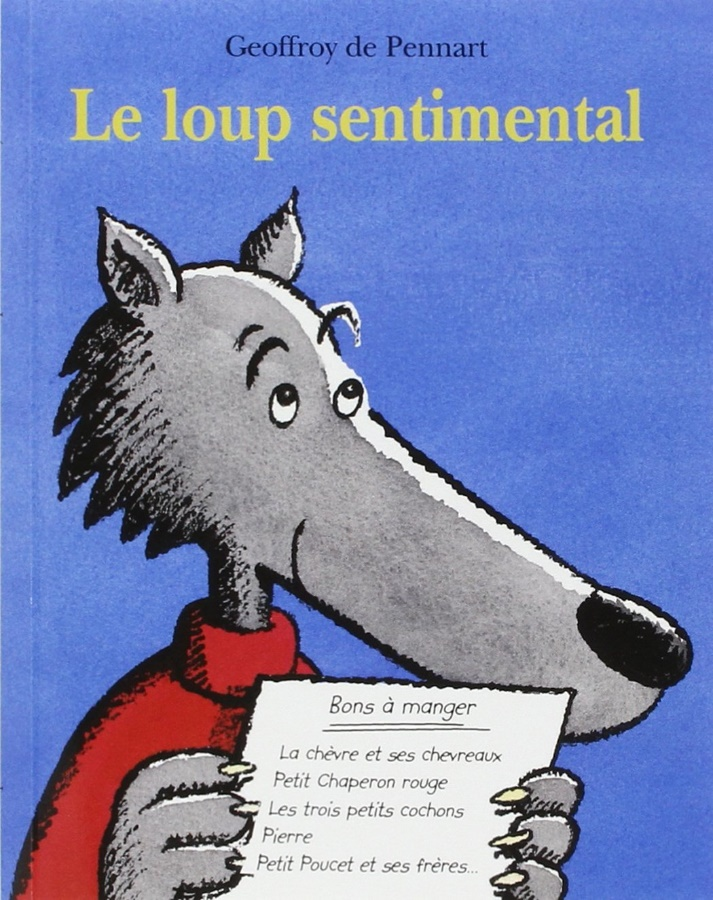 Geoffroy de Pennart
Le loup sentimental
Bons à manger
La chèvre et ses chevreaux
Petit Chaperon rouge
Les trois petits cochons
Pierre
Petit Poucet et ses frères...